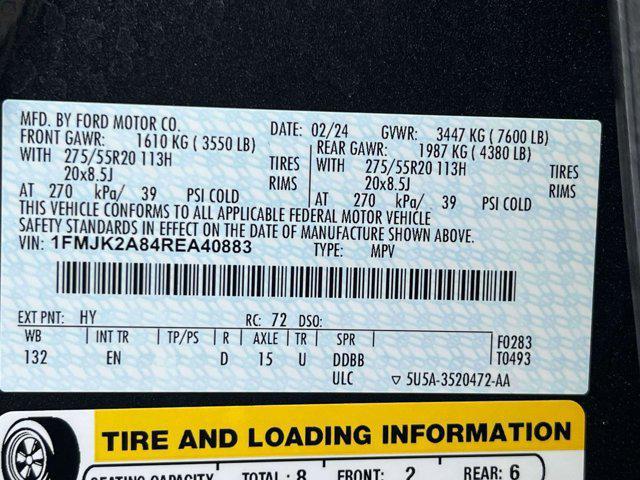 MFD. BY FORD MOTOR CO.
DATE: 02/24 GVWR: 3447 KG ( 7600 LB)
FRONT GAWR: 1610 KG ( 3550 LB) REAR GAWR: 1987 KG ( 4380 LB)
WITH 275/55R20 113H TIRES WITH 275/55R20 113H TIRES
20x8.5J RIMS 20x8.5J RIMS
AT 270 kPa/ 39 PSI COLD AT 270 kPa/ 39 PSI COLD
THIS VEHICLE CONFORMS TO ALL APPLICABLE FEDERAL MOTOR VEHICLE
SAFETY STANDARDS IN EFFECT ON THE DATE OF MANUFACTURE SHOWN ABOVE.
VIN: 1FMJK2A84REA40883 TYPE: MPV
EXT PNT: HY RC: 72 DSO:
WB INT TR TP/PS R AXLE TR SPR F0283
132 EN D 15 U DDBB T0493
ULC ▽ 5U5A-3520472-AA
TIRE AND LOADING INFORMATION
SEATING CAPACITY TOTAL: 8 FRONT: 2 REAR: 6